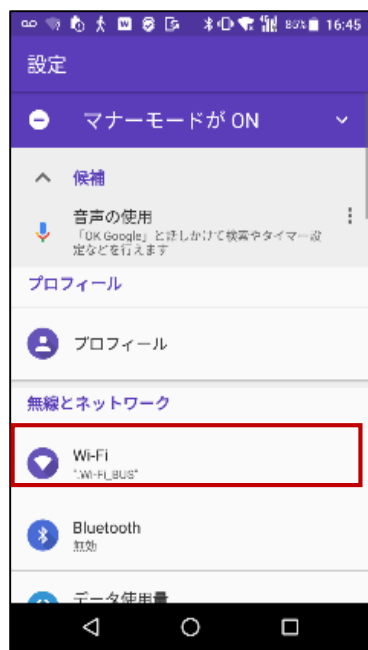 85% 16:45
設定
マナーモードが ON
候補
音声の使用
「OK Google」と話しかけて検索やタイマー設
定などを行えます
プロフィール
プロフィール
無線とネットワーク
Wi-Fi
".Wi-Fi_BUS"
Bluetooth
無効
データ使用量